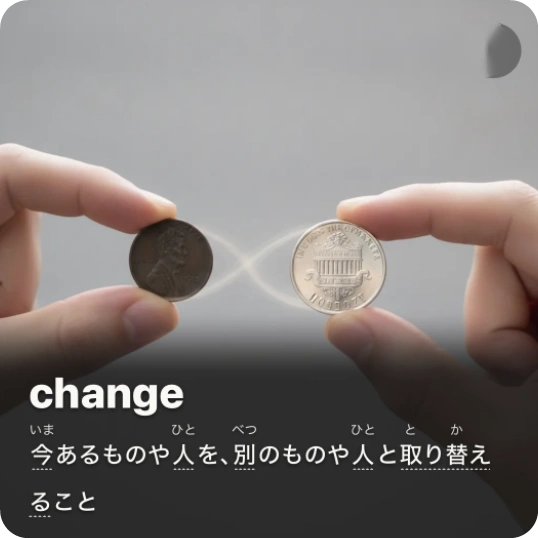 change
いま ひと べつ ひと と か
今あるものや人を、別のものや人と取り替え
ること